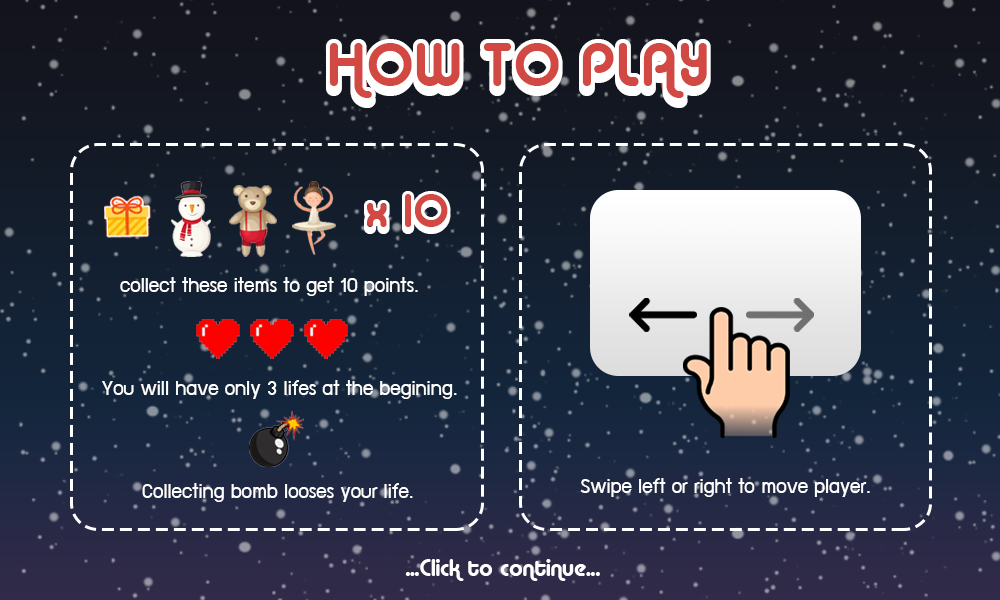 HOW TO PLAY
x 10
collect these items to get 10 points.
You will have only 3 lifes at the begining.
Collecting bomb looses your life.
Swipe left or right to move player.
...Click to continue...